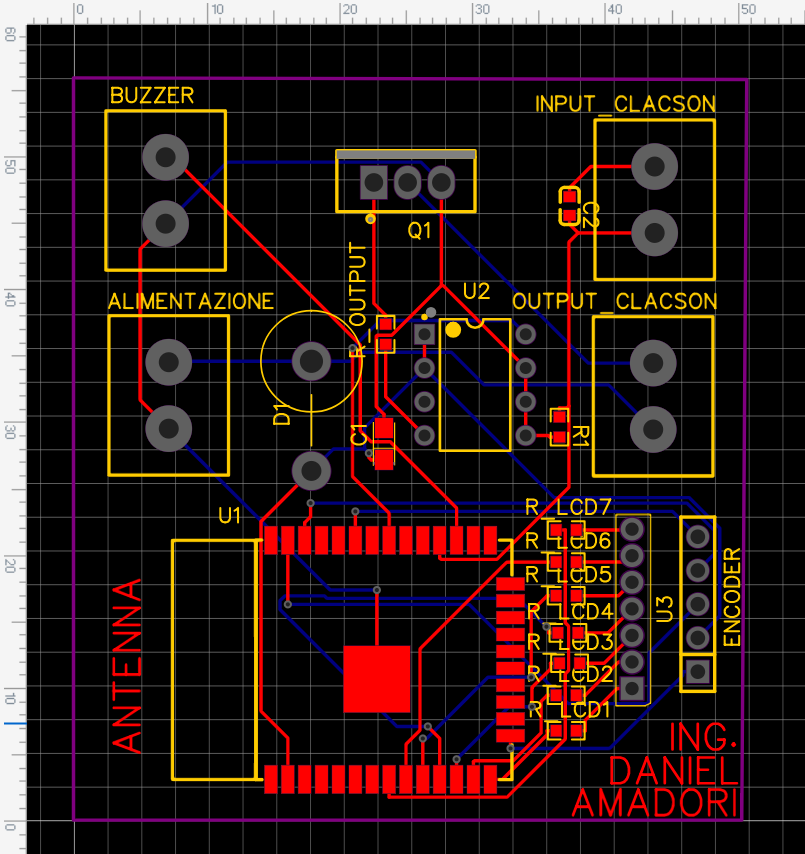 0 10 20 30 40 50
60
BUZZER
INPUT_CLACSON
50
C2
Q1
R_OUTPUT
U2
40
ALIMENTAZIONE
OUTPUT_CLACSON
D1
C1
R1
30
U1
R_LCD7
R_LCD6
R_LCD5
R_LCD4
R_LCD3
R_LCD2
R_LCD1
U3
ENCODER
20
ANTENNA
10
ING.
DANIEL
AMADORI
0